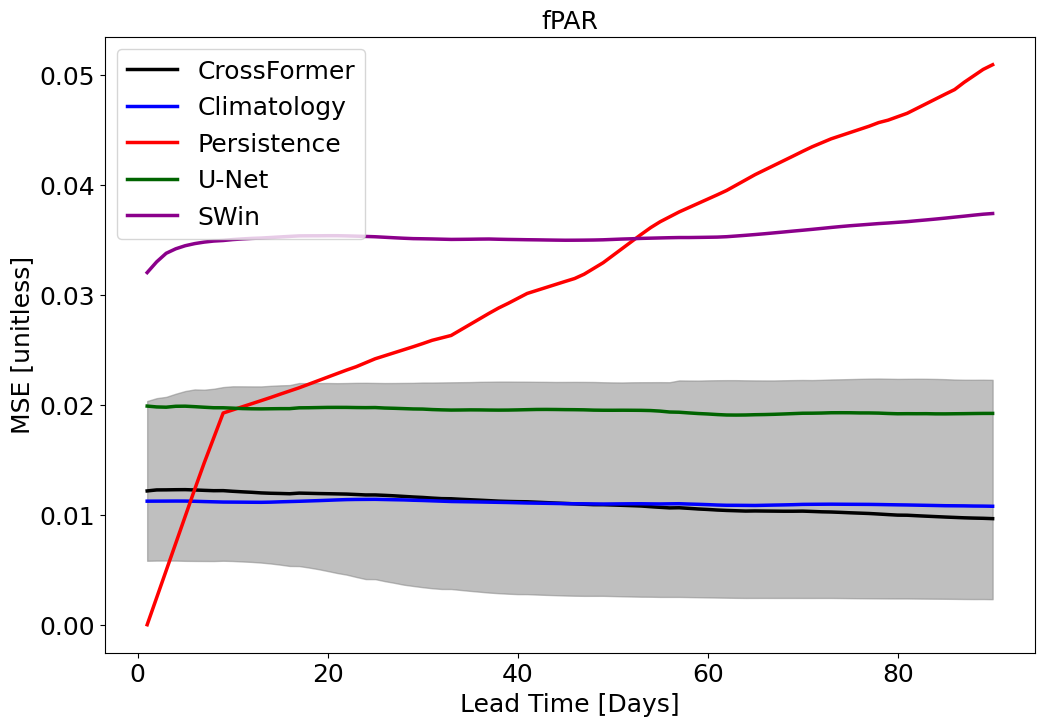 fPAR
CrossFormer
Climatology
Persistence
U-Net
SWin
MSE [unitless]
0.05
0.04
0.03
0.02
0.01
0.00
0 20 40 60 80
Lead Time [Days]